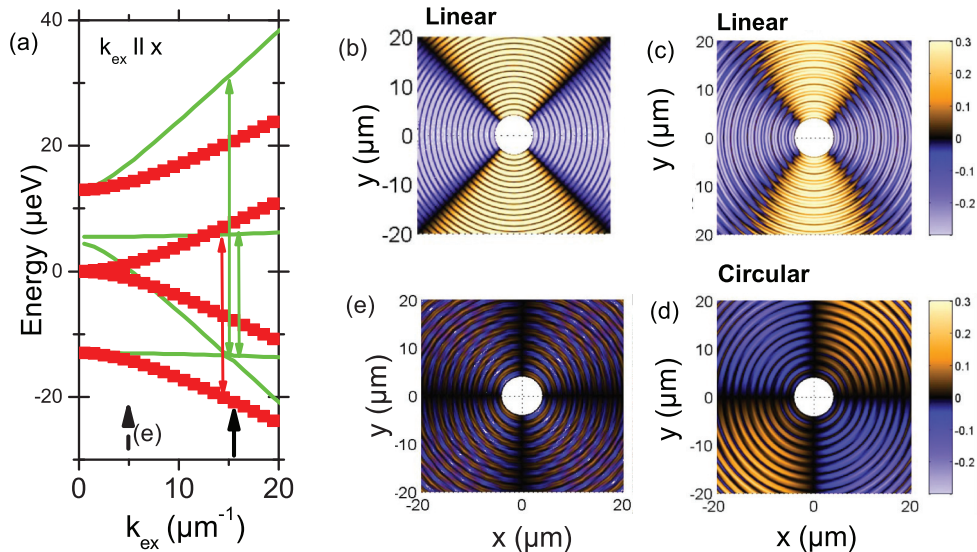 (a)
k_ex ll x
Energy (µeV)
40
20
0
-20
0
10
20
(e)
k_ex (µm⁻¹)
Linear
(b)
y (µm)
20
10
0
-10
-20
Linear
(c)
y (µm)
20
10
0
-10
-20
0.3
0.2
0.1
0
-0.1
-0.2
(e)
y (µm)
20
10
0
-10
-20
-20
0
20
x (µm)
Circular
(d)
y (µm)
20
10
0
-10
-20
-20
0
20
x (µm)
0.3
0.2
0.1
0
-0.1
-0.2